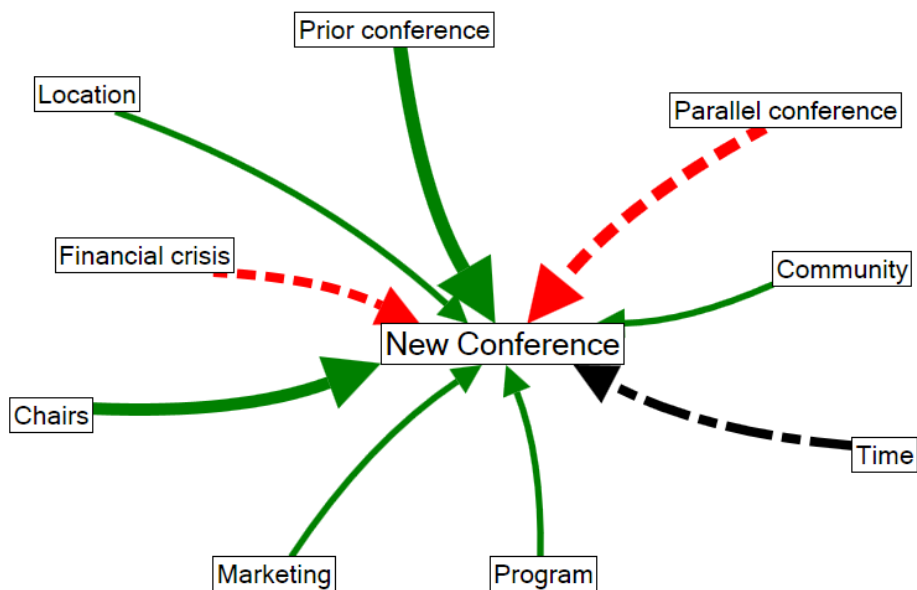 Prior conference
Location
Parallel conference
Financial crisis
Community
New Conference
Chairs
Time
Marketing
Program